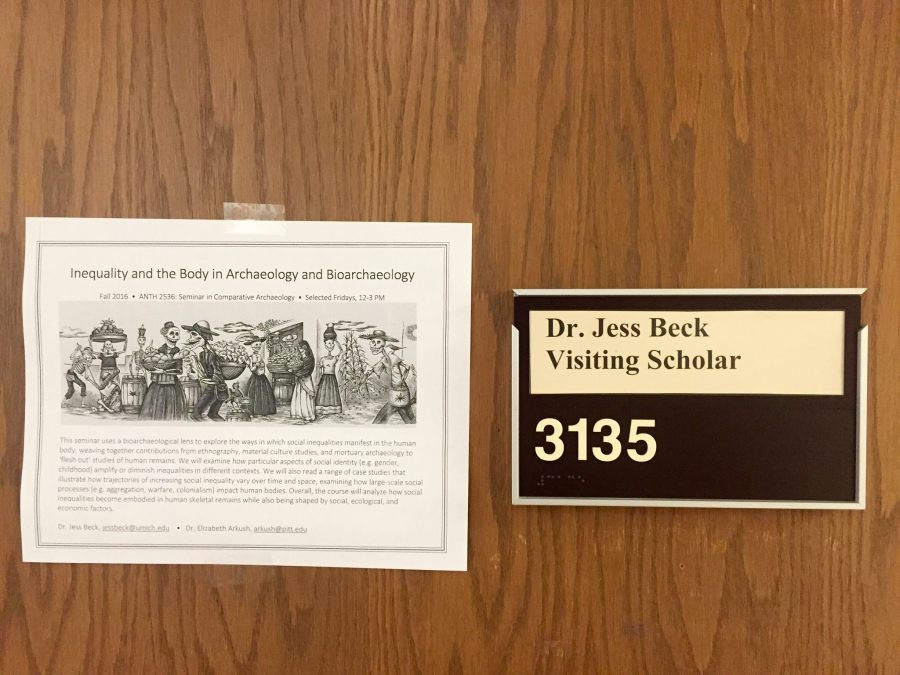 Inequality and the Body in Archaeology and Bioarchaeology
Fall 2016 • ANTH 2536: Seminar in Comparative Archaeology • Selected Fridays, 12-3 PM
This seminar uses a bioarchaeological lens to explore the ways in which social inequalities manifest in the human
body, weaving together contributions from ethnography, material culture studies, and mortuary archaeology to
'flesh out' studies of human remains. We will examine how particular aspects of social identity (e.g. gender,
childhood) amplify or diminish inequalities in different contexts. We will also read a range of case studies that
illustrate how trajectories of increasing social inequality vary over time and space, examining how large-scale social
processes (e.g. aggregation, warfare, colonialism) impact human bodies. Overall, the course will analyze how social
inequalities become embodied in human skeletal remains while also being shaped by social, ecological, and
economic factors.
Dr. Jess Beck, jessbeck@umich.edu • Dr. Elizabeth Arkush, arkush@pitt.edu
Dr. Jess Beck
Visiting Scholar
3135